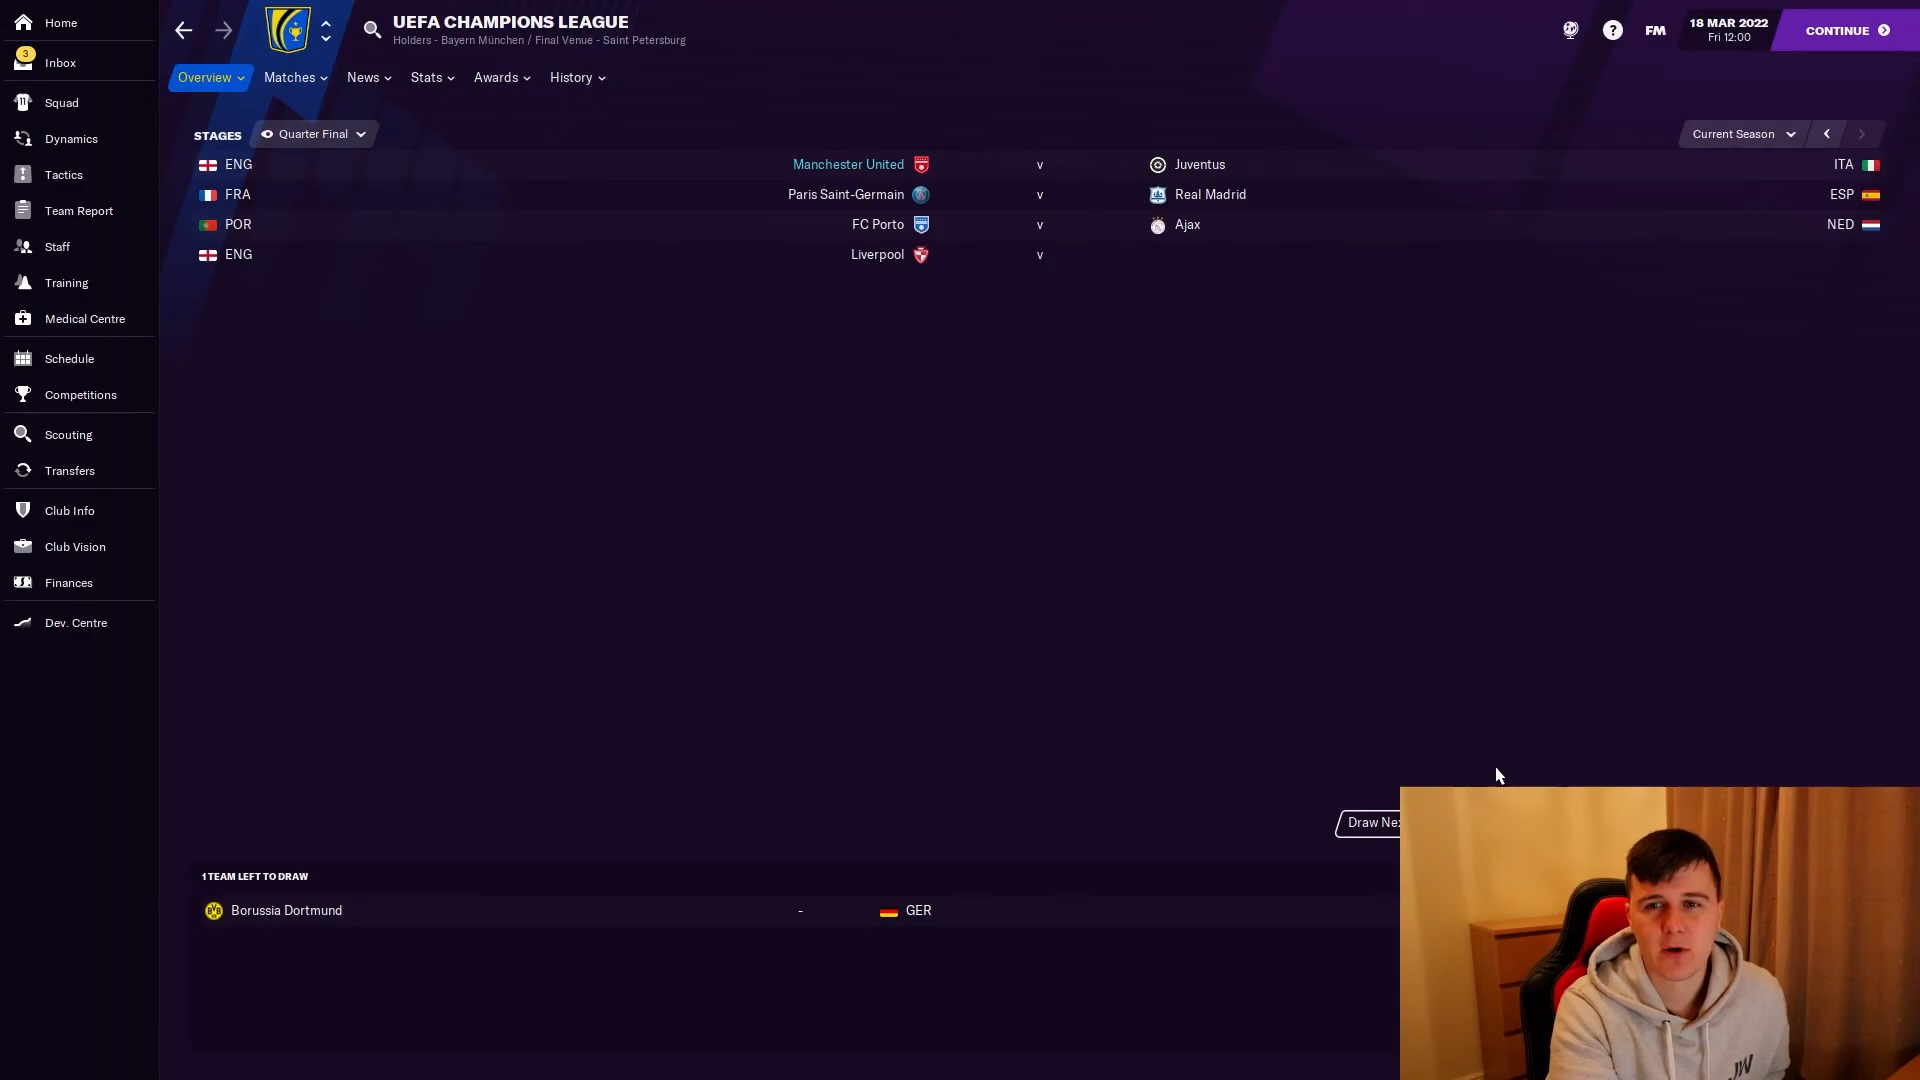 Home
3
Inbox
Squad
Dynamics
Tactics
Team Report
Staff
Training
Medical Centre
Schedule
Competitions
Scouting
Transfers
Club Info
Club Vision
Finances
Dev. Centre
UEFA CHAMPIONS LEAGUE
Holders - Bayern München / Final Venue - Saint Petersburg
FM
18 MAR 2022
Fri 12:00
CONTINUE
Overview Matches News Stats Awards History
STAGES Quarter Final Current Season
ENG Manchester United v Juventus ITA
FRA Paris Saint-Germain v Real Madrid ESP
POR FC Porto v Ajax NED
ENG Liverpool v
Draw Ne
1 TEAM LEFT TO DRAW
BVB Borussia Dortmund - GER
JW